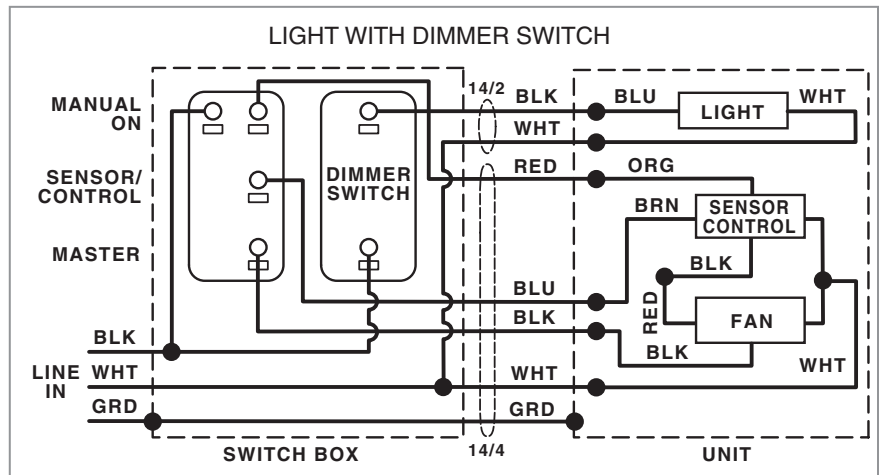 LIGHT WITH DIMMER SWITCH
14/2
MANUAL
ON
BLK
BLU
LIGHT
WHT
WHT
SENSOR/
CONTROL
DIMMER
SWITCH
RED
ORG
BRN
SENSOR
CONTROL
MASTER
BLK
BLU
RED
FAN
BLK
BLK
WHT
BLK
LINE
IN
WHT
WHT
GRD
GRD
SWITCH BOX
14/4
UNIT